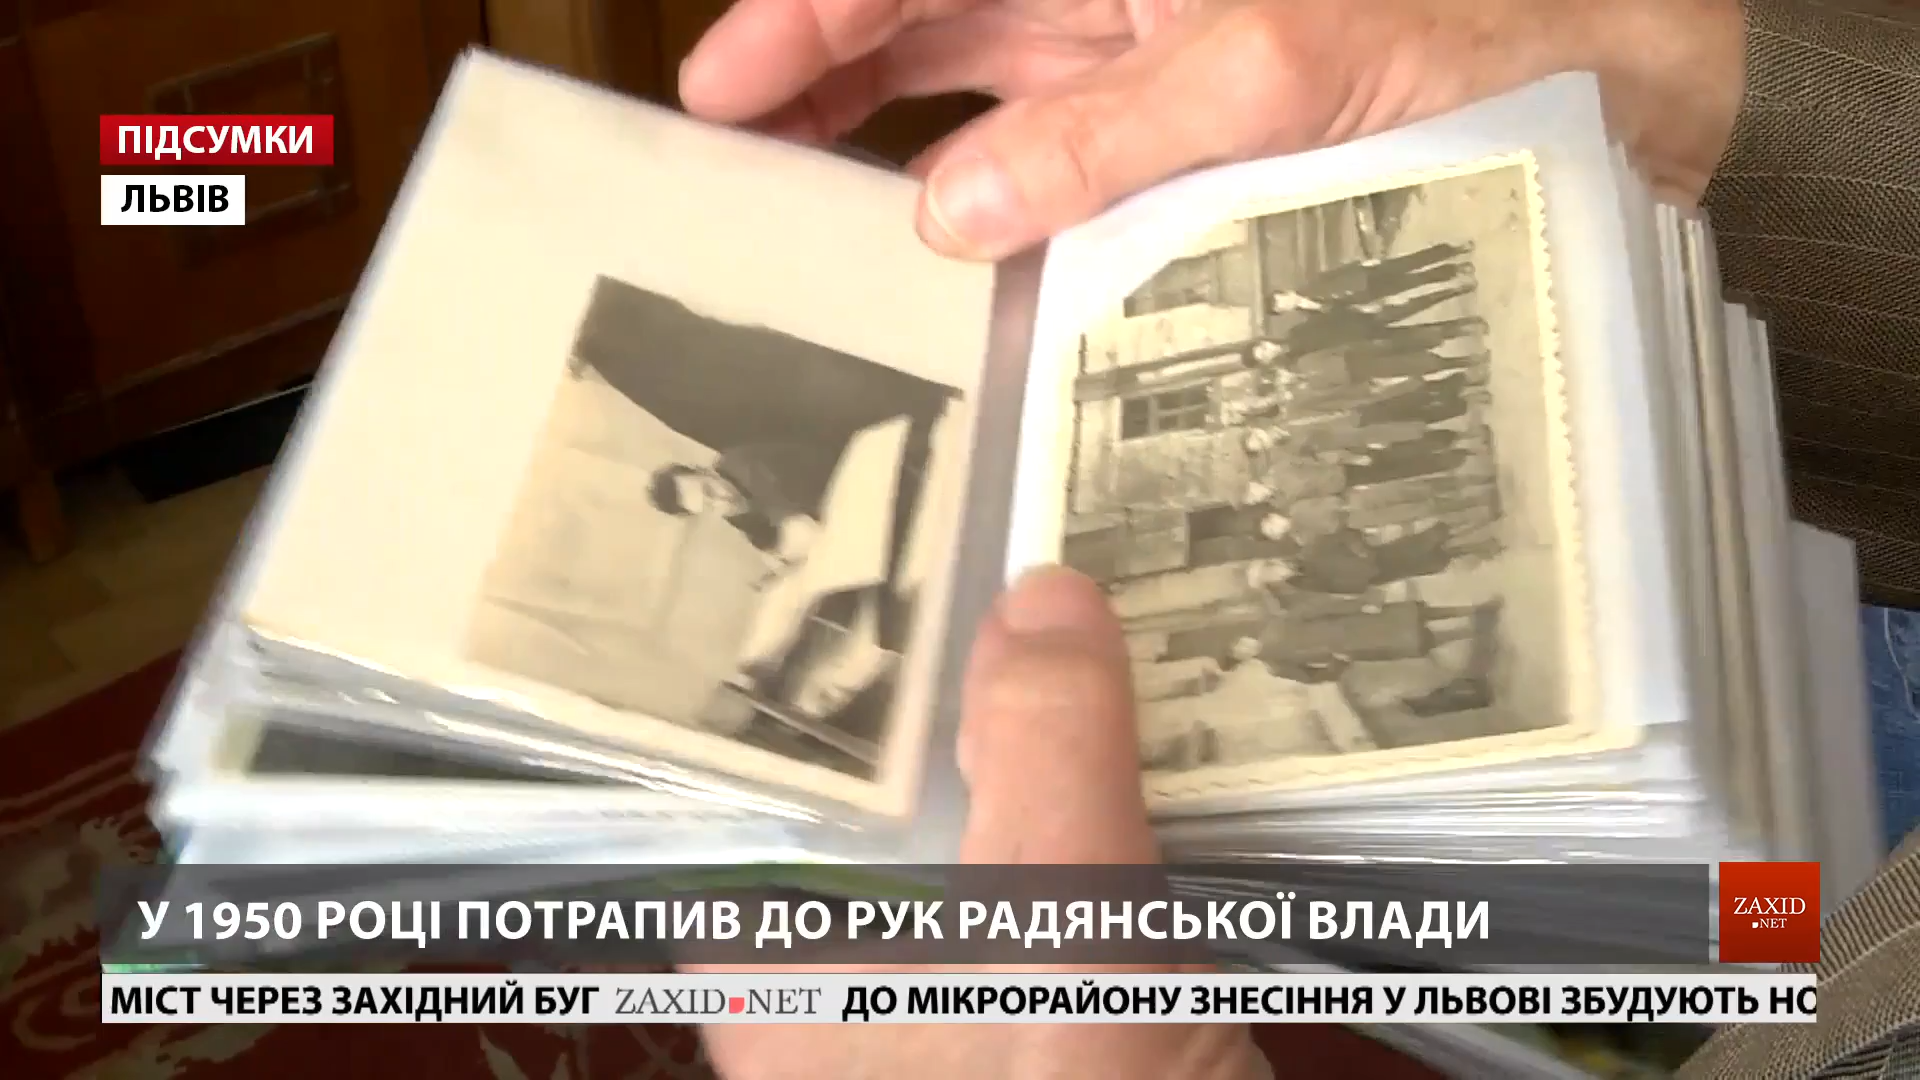 ПІДСУМКИ
ЛЬВІВ
У 1950 РОЦІ ПОТРАПИВ ДО РУК РАДЯНСЬКОЇ ВЛАДИ
ZAXID
.NET
МІСТ ЧЕРЕЗ ЗАХІДНИЙ БУГ ZAXID.NET ДО МІКРОРАЙОНУ ЗНЕСІННЯ У ЛЬВОВІ ЗБУДУЮТЬ НО